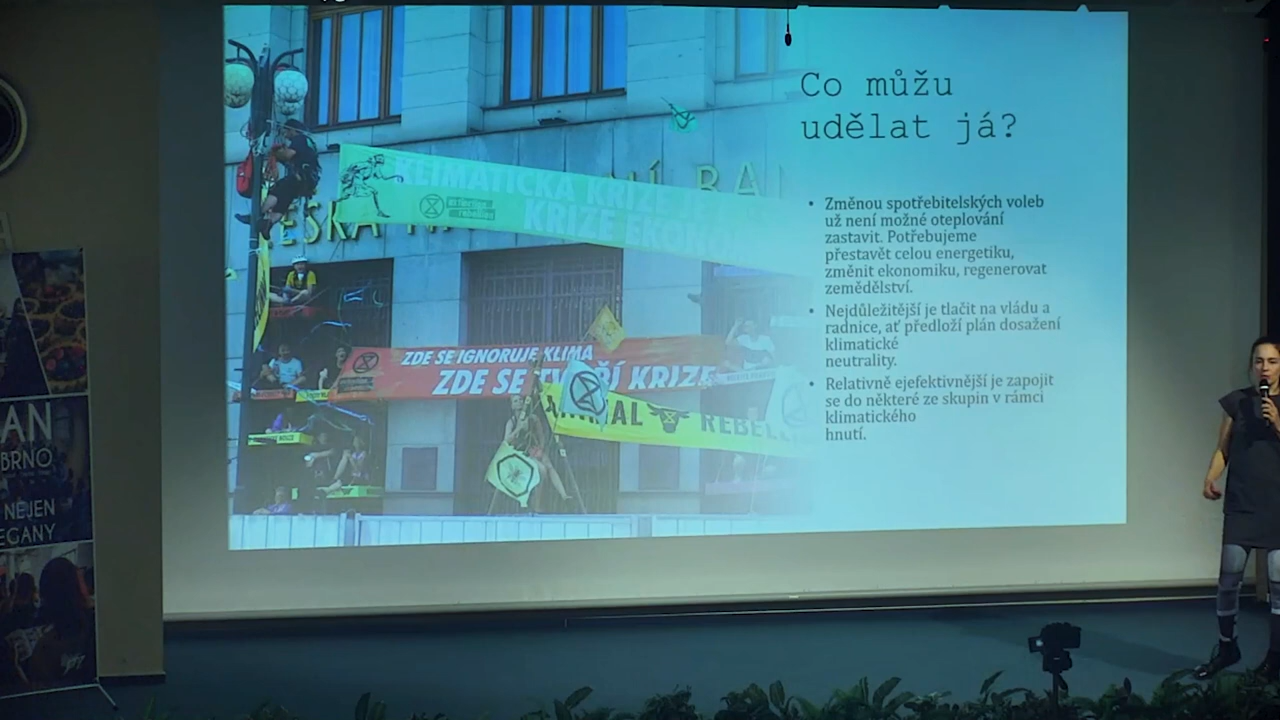 Co můžu
udělat já?
• Změnou spotřebitelských voleb
už není možné oteplování
zastavit. Potřebujeme
přestavět celou energetiku,
změnit ekonomiku, regenerovat
zemědělství.
• Nejdůležitější je tlačit na vládu a
radnice, ať předloží plán dosažení
klimatické
neutrality.
• Relativně ejefektivnější je zapojit
se do některé ze skupin v rámci
klimatického
hnutí.
KLIMATICKÁ KRIZE JE
KRIZE
ZDE SE IGNORUJE KLIMA
ZDE SE TVOŘÍ KRIZE
REBEL
AN
BRNO
NEJEN
EGANY